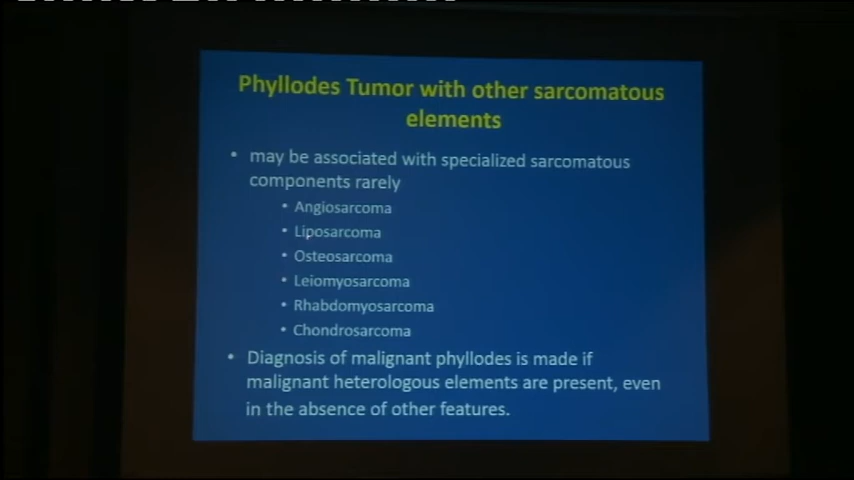 Phyllodes Tumor with other sarcomatous
elements
• may be associated with specialized sarcomatous
components rarely
• Angiosarcoma
• Liposarcoma
• Osteosarcoma
• Leiomyosarcoma
• Rhabdomyosarcoma
• Chondrosarcoma
• Diagnosis of malignant phyllodes is made if
malignant heterologous elements are present, even
in the absence of other features.